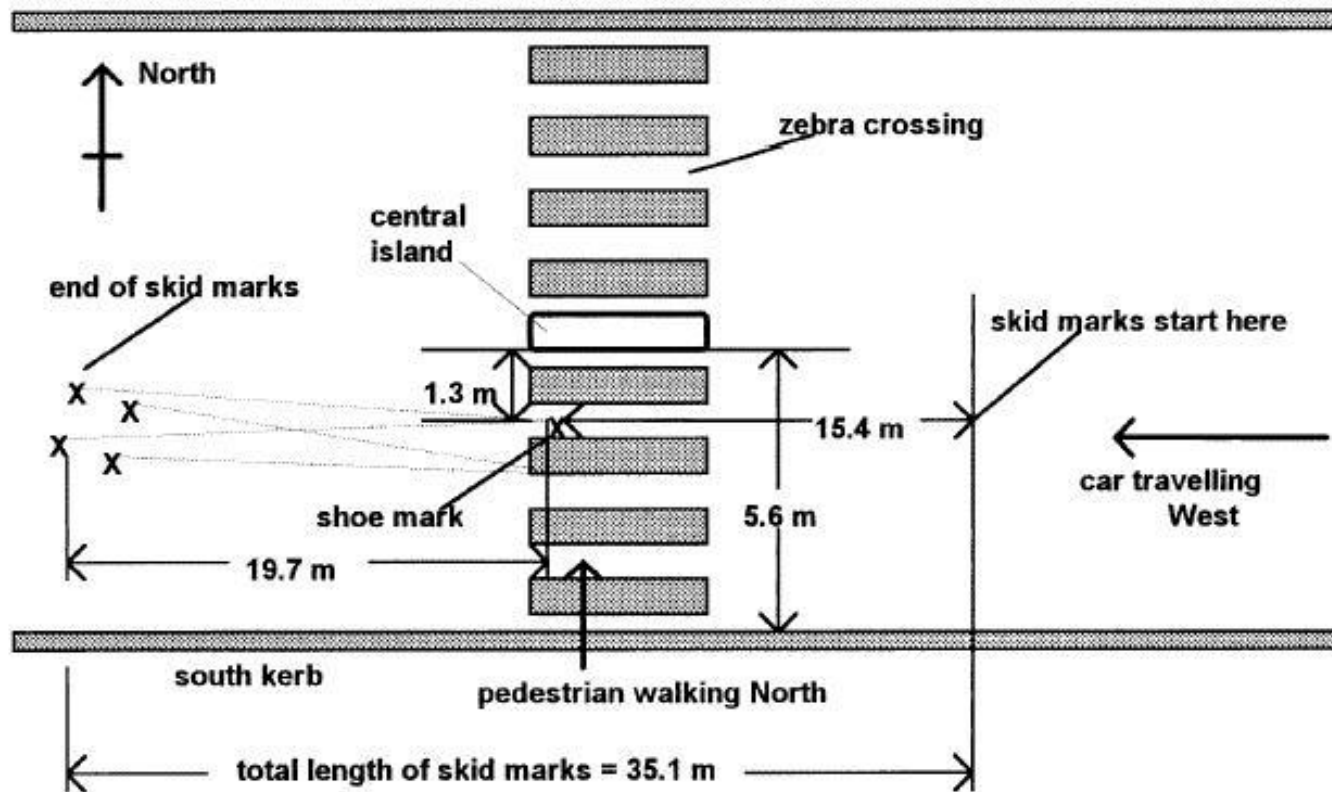 North
zebra crossing
central
island
end of skid marks
skid marks start here
1.3 m
X
X
X
X
X
15.4 m
car travelling
West
shoe mark
5.6 m
19.7 m
south kerb
pedestrian walking North
total length of skid marks = 35.1 m